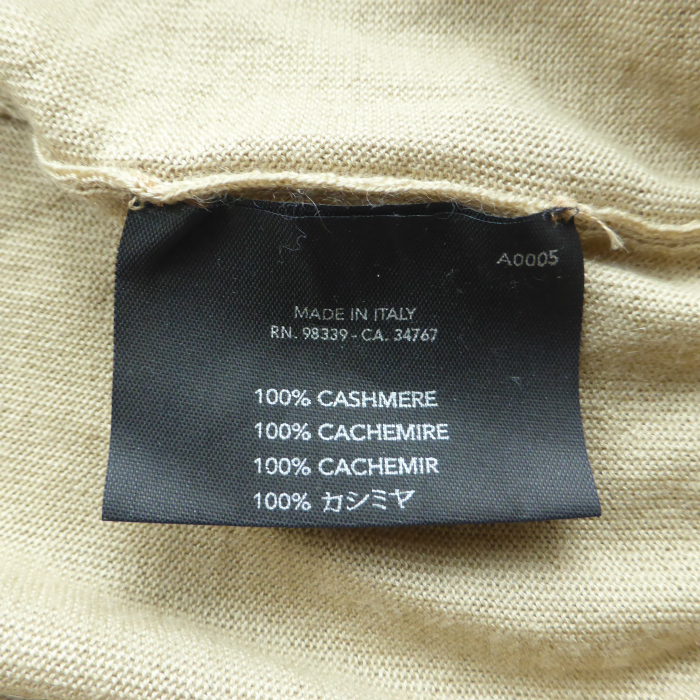 A0005
MADE IN ITALY
RN. 98339 - CA. 34767
100% CASHMERE
100% CACHEMIRE
100% CACHEMIR
100% カシミヤ